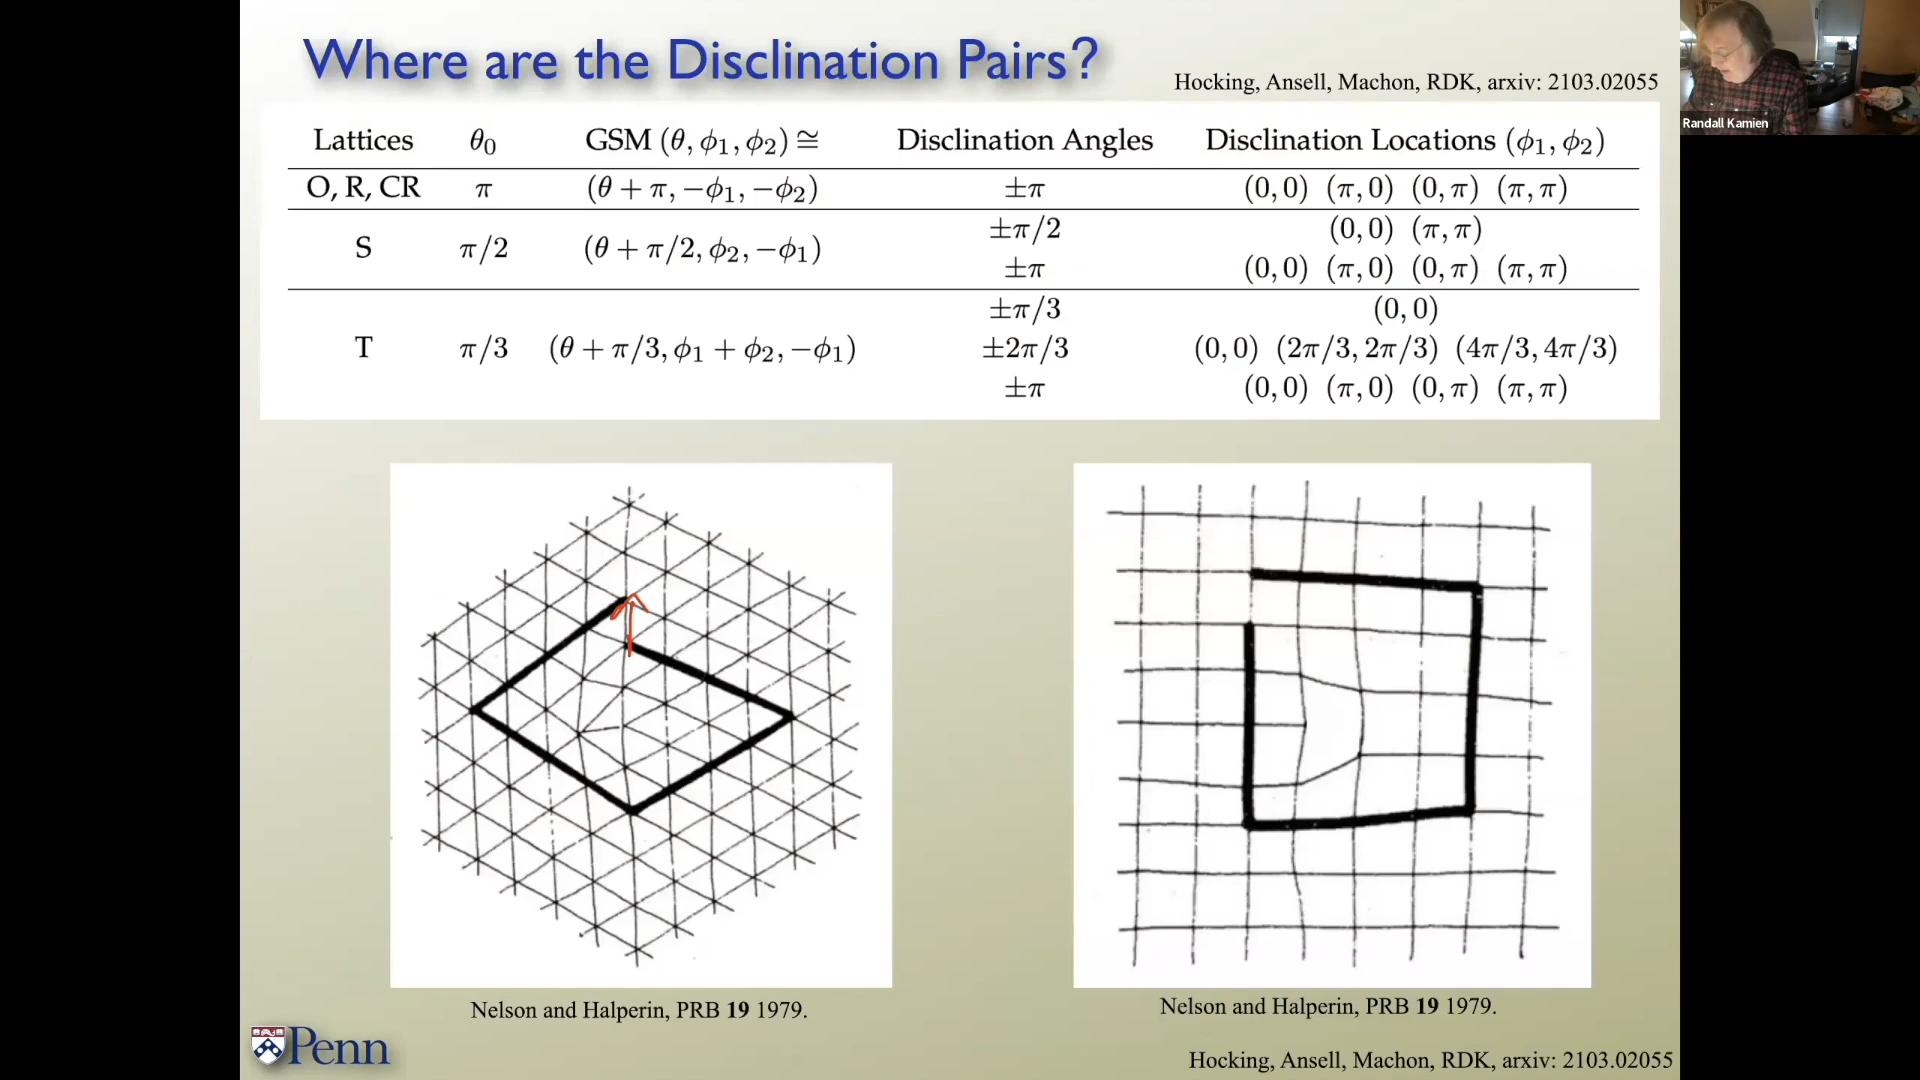 Where are the Disclination Pairs?
Hocking, Ansell, Machon, RDK, arxiv: 2103.02055
Randall Kamien
Lattices θ₀ GSM (θ, ϕ₁, ϕ₂) ≅ Disclination Angles Disclination Locations (ϕ₁, ϕ₂)
O, R, CR π (θ + π, −ϕ₁, −ϕ₂) ±π (0, 0) (π, 0) (0, π) (π, π)
±π/2 (0, 0) (π, π)
S π/2 (θ + π/2, ϕ₂, −ϕ₁)
±π (0, 0) (π, 0) (0, π) (π, π)
±π/3 (0, 0)
T π/3 (θ + π/3, ϕ₁ + ϕ₂, −ϕ₁) ±2π/3 (0, 0) (2π/3, 2π/3) (4π/3, 4π/3)
±π (0, 0) (π, 0) (0, π) (π, π)
Nelson and Halperin, PRB 19 1979.
Nelson and Halperin, PRB 19 1979.
Penn
Hocking, Ansell, Machon, RDK, arxiv: 2103.02055